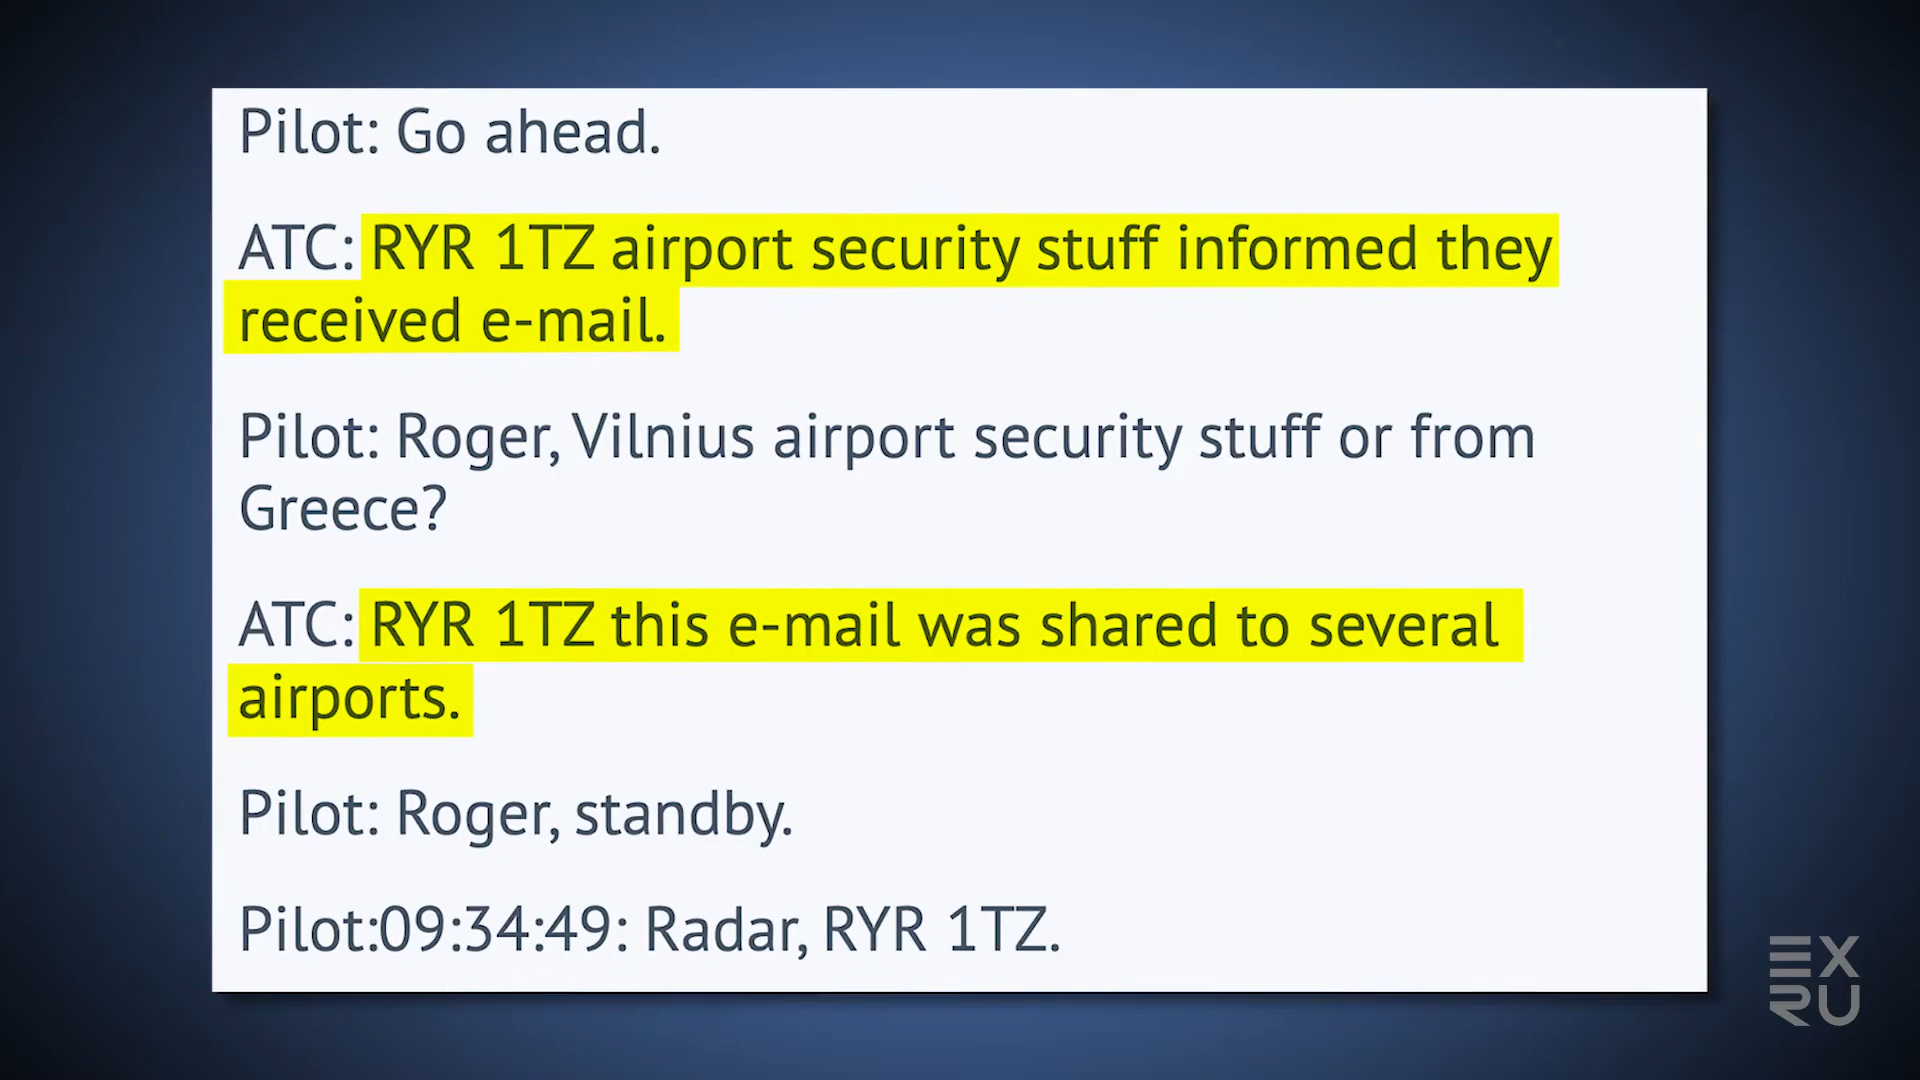 Pilot: Go ahead.
ATC: RYR 1TZ airport security stuff informed they
received e-mail.
Pilot: Roger, Vilnius airport security stuff or from
Greece?
ATC: RYR 1TZ this e-mail was shared to several
airports.
Pilot: Roger, standby.
Pilot:09:34:49: Radar, RYR 1TZ.
EX
RU